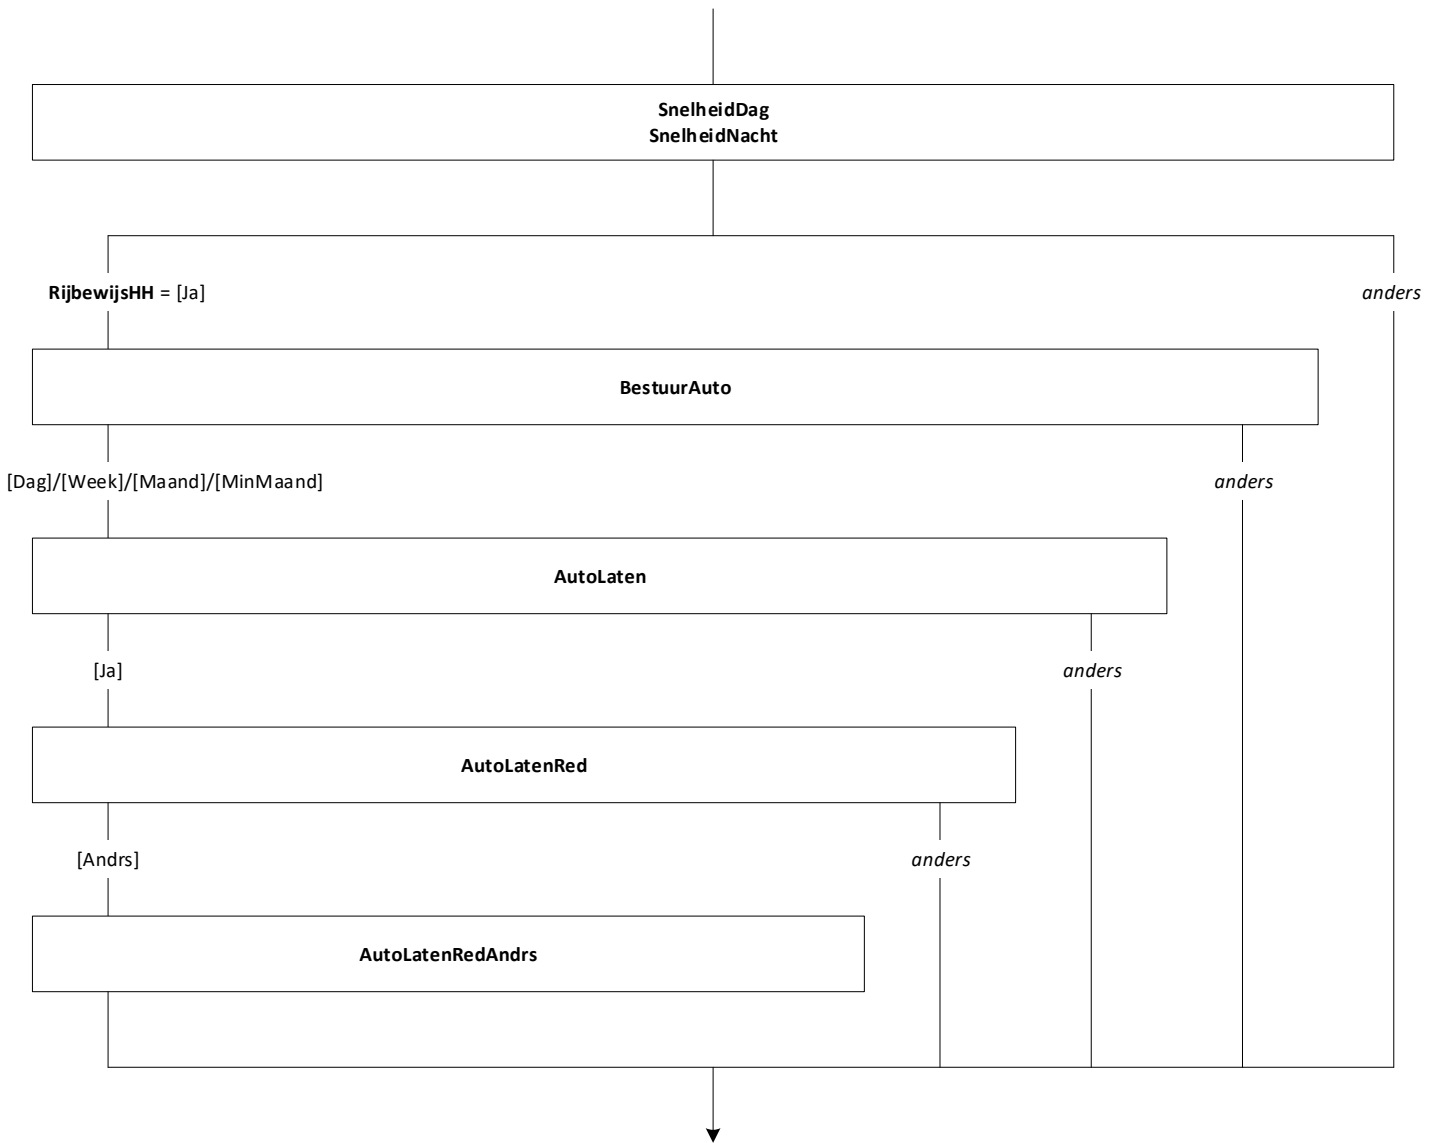 SnelheidDag
SnelheidNacht
RijbewijsHH = [Ja]
anders
BestuurAuto
[Dag]/[Week]/[Maand]/[MinMaand]
anders
AutoLaten
[Ja]
anders
AutoLatenRed
[Andrs]
anders
AutoLatenRedAndrs